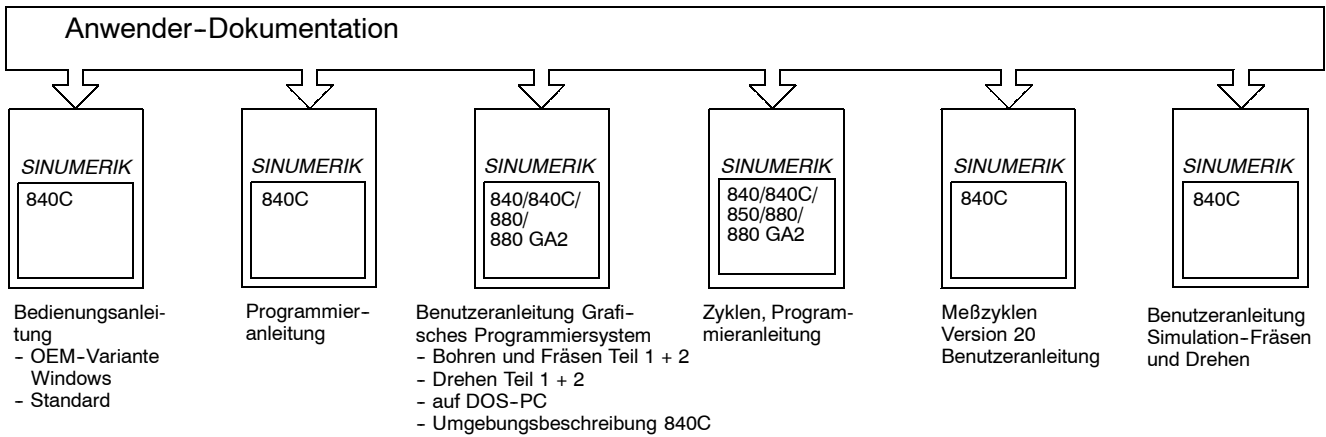 Anwender-Dokumentation
SINUMERIK
840C
Bedienungsanlei-
tung
- OEM-Variante
Windows
- Standard
SINUMERIK
840C
Programmier-
anleitung
SINUMERIK
840/840C/
880/
880 GA2
Benutzeranleitung Grafi-
sches Programmiersystem
- Bohren und Fräsen Teil 1 + 2
- Drehen Teil 1 + 2
- auf DOS-PC
- Umgebungsbeschreibung 840C
SINUMERIK
840/840C/
850/880/
880 GA2
Zyklen, Program-
mieranleitung
SINUMERIK
840C
Meßzyklen
Version 20
Benutzeranleitung
SINUMERIK
840C
Benutzeranleitung
Simulation-Fräsen
und Drehen